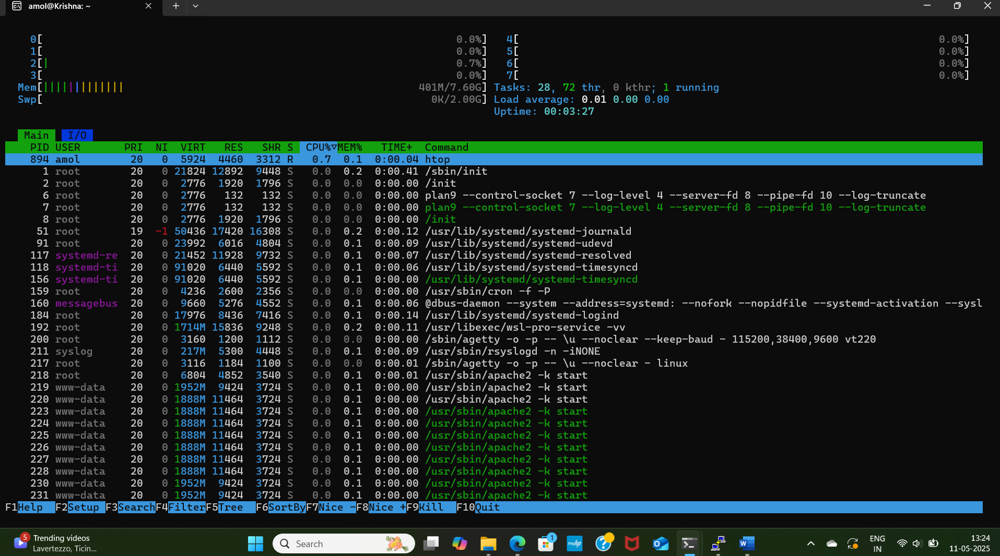 amol@Krishna: ~
0[ 0.0%] 4[ 0.0%]
1[ 0.0%] 5[ 0.0%]
2[| 0.7%] 6[ 0.0%]
3[ 0.0%] 7[ 0.0%]
Mem[||||||||||||| 401M/7.60G] Tasks: 28, 72 thr, 0 kthr; 1 running
Swp[ 0K/2.00G] Load average: 0.01 0.00 0.00
Uptime: 00:03:27
Main I/O
PID USER PRI NI VIRT RES SHR S CPU%▽MEM% TIME+ Command
894 amol 20 0 5924 4460 3312 R 0.7 0.1 0:00.04 htop
1 root 20 0 21824 12892 9448 S 0.0 0.2 0:00.41 /sbin/init
2 root 20 0 2776 1920 1796 S 0.0 0.0 0:00.00 /init
6 root 20 0 2776 132 132 S 0.0 0.0 0:00.00 plan9 --control-socket 7 --log-level 4 --server-fd 8 --pipe-fd 10 --log-truncate
7 root 20 0 2776 132 132 S 0.0 0.0 0:00.00 plan9 --control-socket 7 --log-level 4 --server-fd 8 --pipe-fd 10 --log-truncate
8 root 20 0 2776 1920 1796 S 0.0 0.0 0:00.00 /init
51 root 19 -1 50436 17420 16308 S 0.0 0.2 0:00.12 /usr/lib/systemd/systemd-journald
91 root 20 0 23992 6016 4804 S 0.0 0.1 0:00.09 /usr/lib/systemd/systemd-udevd
117 systemd-re 20 0 21452 11928 9732 S 0.0 0.1 0:00.07 /usr/lib/systemd/systemd-resolved
118 systemd-ti 20 0 91020 6440 5592 S 0.0 0.1 0:00.06 /usr/lib/systemd/systemd-timesyncd
156 systemd-ti 20 0 91020 6440 5592 S 0.0 0.1 0:00.00 /usr/lib/systemd/systemd-timesyncd
159 root 20 0 4236 2600 2356 S 0.0 0.0 0:00.00 /usr/sbin/cron -f -P
160 messagebus 20 0 9660 5276 4552 S 0.0 0.1 0:00.06 @dbus-daemon --system --address=systemd: --nofork --nopidfile --systemd-activation --sysl
184 root 20 0 17976 8436 7416 S 0.0 0.1 0:00.14 /usr/lib/systemd/systemd-logind
192 root 20 0 1714M 15836 9248 S 0.0 0.2 0:00.11 /usr/libexec/wsl-pro-service -vv
200 root 20 0 3160 1200 1112 S 0.0 0.0 0:00.00 /sbin/agetty -o -p -- \u --noclear --keep-baud - 115200,38400,9600 vt220
211 syslog 20 0 217M 5300 4448 S 0.0 0.1 0:00.09 /usr/sbin/rsyslogd -n -iNONE
217 root 20 0 3116 1184 1100 S 0.0 0.0 0:00.01 /sbin/agetty -o -p -- \u --noclear - linux
218 root 20 0 6804 4852 3540 S 0.0 0.1 0:00.01 /usr/sbin/apache2 -k start
219 www-data 20 0 1952M 9424 3724 S 0.0 0.1 0:00.00 /usr/sbin/apache2 -k start
220 www-data 20 0 1888M 11464 3724 S 0.0 0.1 0:00.00 /usr/sbin/apache2 -k start
223 www-data 20 0 1888M 11464 3724 S 0.0 0.1 0:00.00 /usr/sbin/apache2 -k start
224 www-data 20 0 1888M 11464 3724 S 0.0 0.1 0:00.00 /usr/sbin/apache2 -k start
225 www-data 20 0 1888M 11464 3724 S 0.0 0.1 0:00.00 /usr/sbin/apache2 -k start
226 www-data 20 0 1888M 11464 3724 S 0.0 0.1 0:00.00 /usr/sbin/apache2 -k start
227 www-data 20 0 1888M 11464 3724 S 0.0 0.1 0:00.00 /usr/sbin/apache2 -k start
228 www-data 20 0 1888M 11464 3724 S 0.0 0.1 0:00.00 /usr/sbin/apache2 -k start
230 www-data 20 0 1952M 9424 3724 S 0.0 0.1 0:00.00 /usr/sbin/apache2 -k start
231 www-data 20 0 1952M 9424 3724 S 0.0 0.1 0:00.00 /usr/sbin/apache2 -k start
F1Help F2Setup F3SearchF4FilterF5Tree F6SortByF7Nice -F8Nice +F9Kill F10Quit
5 Trending videos
Lavertezzo, Ticin...
Search
1
myhp
ENG
IN
13:24
11-05-2025